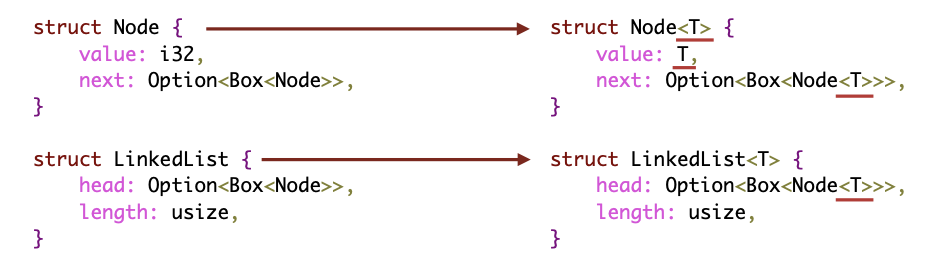 struct Node {
    value: i32,
    next: Option<Box<Node>>,
}
struct Node<T> {
    value: T,
    next: Option<Box<Node<T>>>,
}
struct LinkedList {
    head: Option<Box<Node>>,
    length: usize,
}
struct LinkedList<T> {
    head: Option<Box<Node<T>>>,
    length: usize,
}